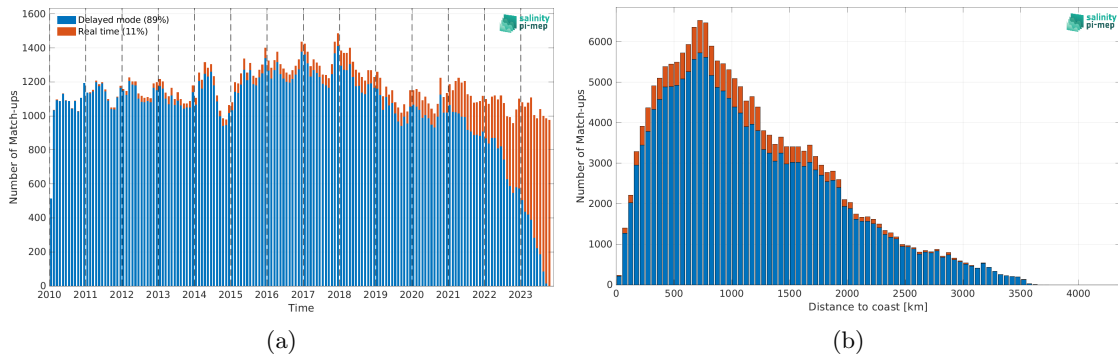 Delayed mode (89%)
Real time (11%)
salinity
pi-mep
1600
1400
1200
1000
800
600
400
200
0
Number of Match-ups
2010 2011 2012 2013 2014 2015 2016 2017 2018 2019 2020 2021 2022 2023
Time
(a)
salinity
pi-mep
6000
5000
4000
3000
2000
1000
0
Number of Match-ups
0 500 1000 1500 2000 2500 3000 3500 4000
Distance to coast [km]
(b)